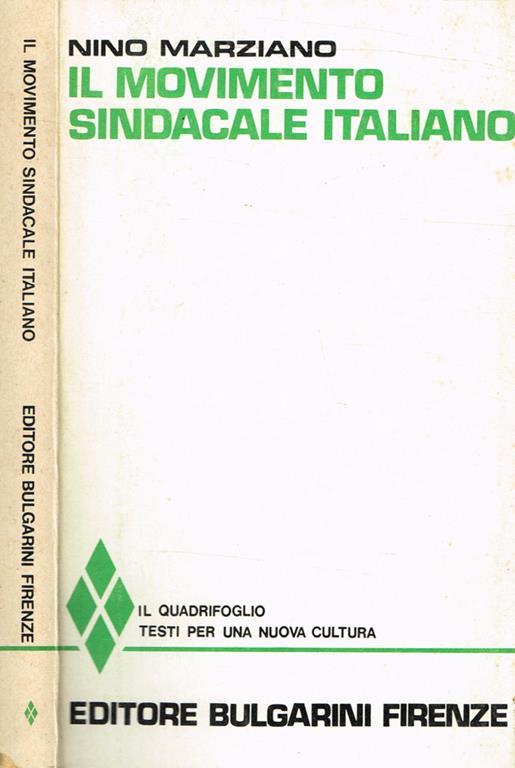 IL MOVIMENTO SINDACALE ITALIANO
EDITORE BULGARINI FIRENZE
NINO MARZIANO
IL MOVIMENTO
SINDACALE ITALIANO
IL QUADRIFOGLIO
TESTI PER UNA NUOVA CULTURA
EDITORE BULGARINI FIRENZE